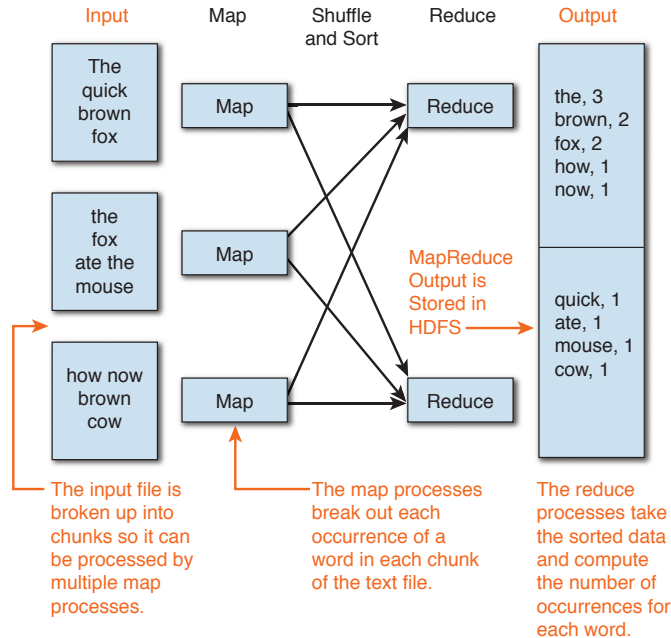 Input
Map
Shuffle
and Sort
Reduce
Output
The
quick
brown
fox
Map
Reduce
the, 3
brown, 2
fox, 2
how, 1
now, 1
the
fox
ate the
mouse
Map
MapReduce
Output is
Stored in
HDFS
quick, 1
ate, 1
mouse, 1
cow, 1
how now
brown
cow
Map
Reduce
The input file is
broken up into
chunks so it can
be processed by
multiple map
processes.
The map processes
break out each
occurrence of a
word in each chunk
of the text file.
The reduce
processes take
the sorted data
and compute
the number of
occurrences for
each word.